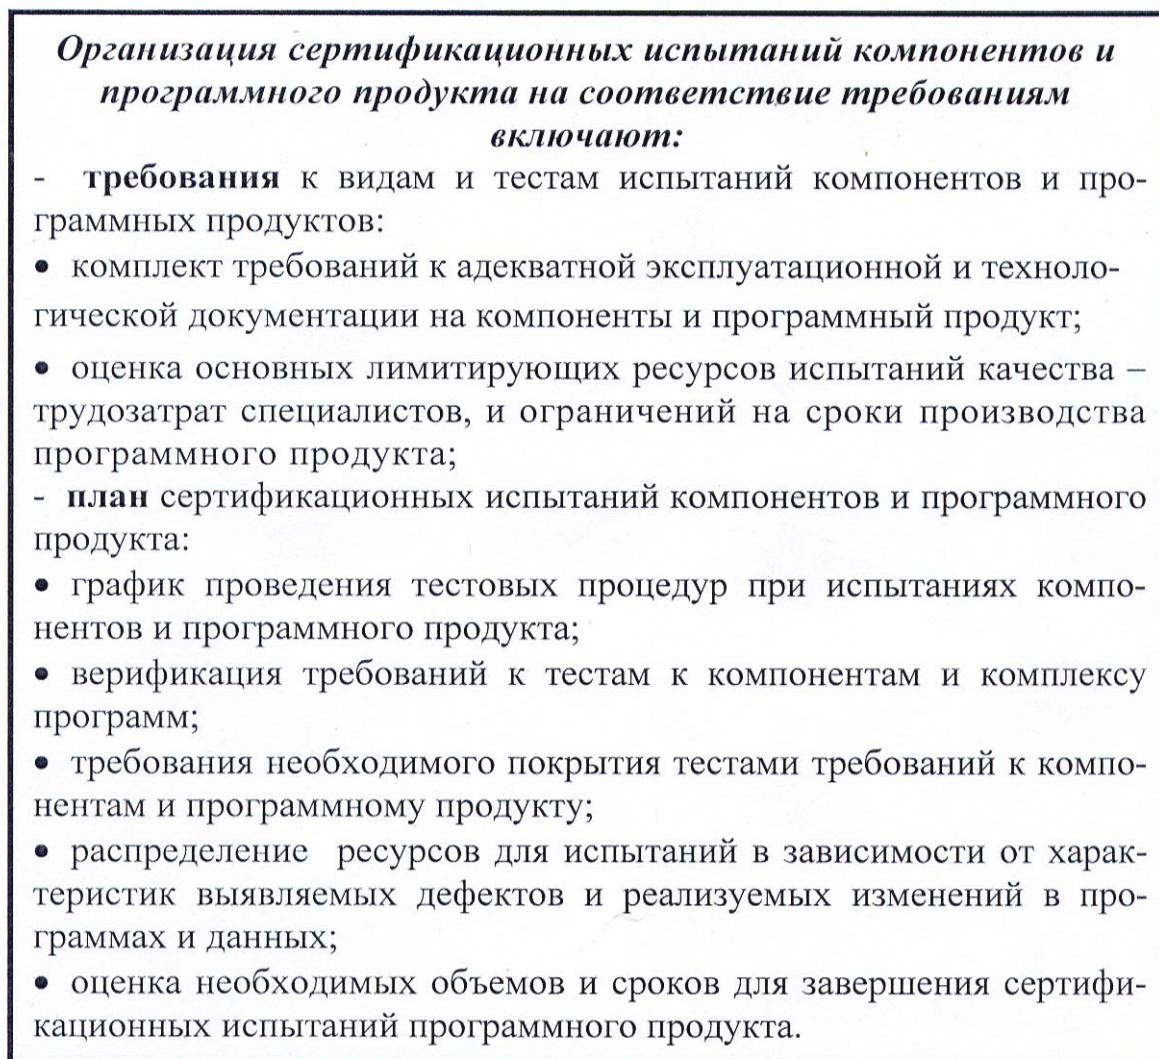 Организация сертификационных испытаний компонентов и
программного продукта на соответствие требованиям
включают:
- требования к видам и тестам испытаний компонентов и про-
граммных продуктов:
• комплект требований к адекватной эксплуатационной и техноло-
гической документации на компоненты и программный продукт;
• оценка основных лимитирующих ресурсов испытаний качества –
трудозатрат специалистов, и ограничений на сроки производства
программного продукта;
- план сертификационных испытаний компонентов и программного
продукта:
• график проведения тестовых процедур при испытаниях компо-
нентов и программного продукта;
• верификация требований к тестам к компонентам и комплексу
программ;
• требования необходимого покрытия тестами требований к компо-
нентам и программному продукту;
• распределение ресурсов для испытаний в зависимости от харак-
теристик выявляемых дефектов и реализуемых изменений в про-
граммах и данных;
• оценка необходимых объемов и сроков для завершения сертифи-
кационных испытаний программного продукта.